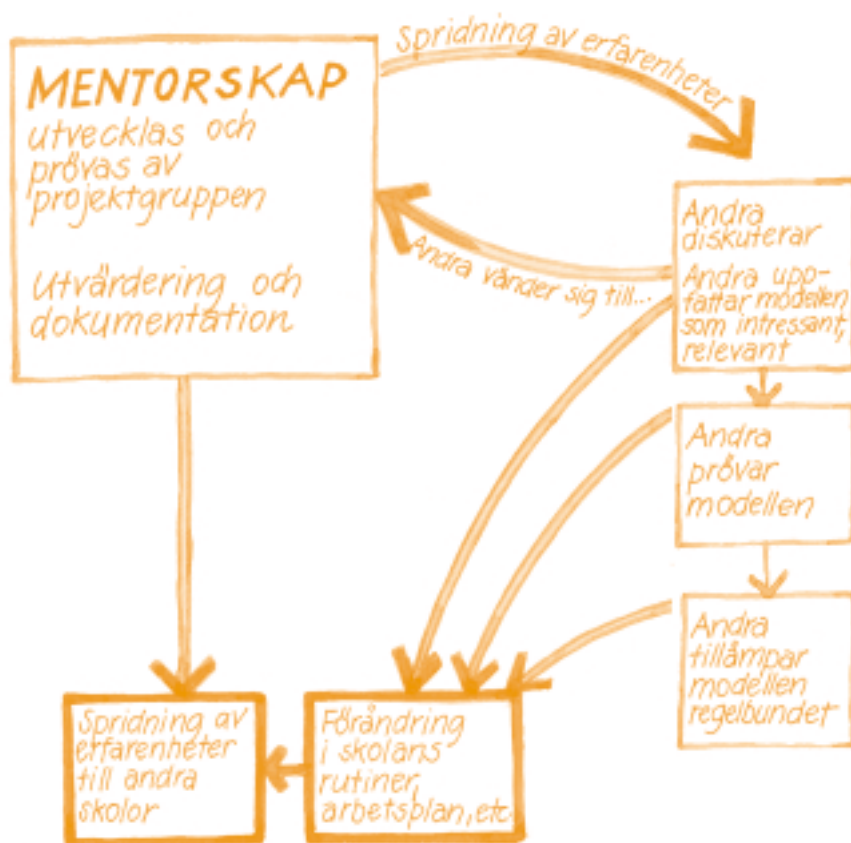 Spridning av erfarenheter
MENTORSKAP
utvecklas och
prövas av
projektgruppen
Utvärdering och
dokumentation
Andra vänder sig till...
Andra
diskuterar
Andra upp-
fattar modellen
som intressant,
relevant
Andra
prövar
modellen
Andra
tillämpar
modellen
regelbundet
Spridning av
erfarenheter
till andra
skolor
Förändring
i skolans
rutiner,
arbetsplan, etc.